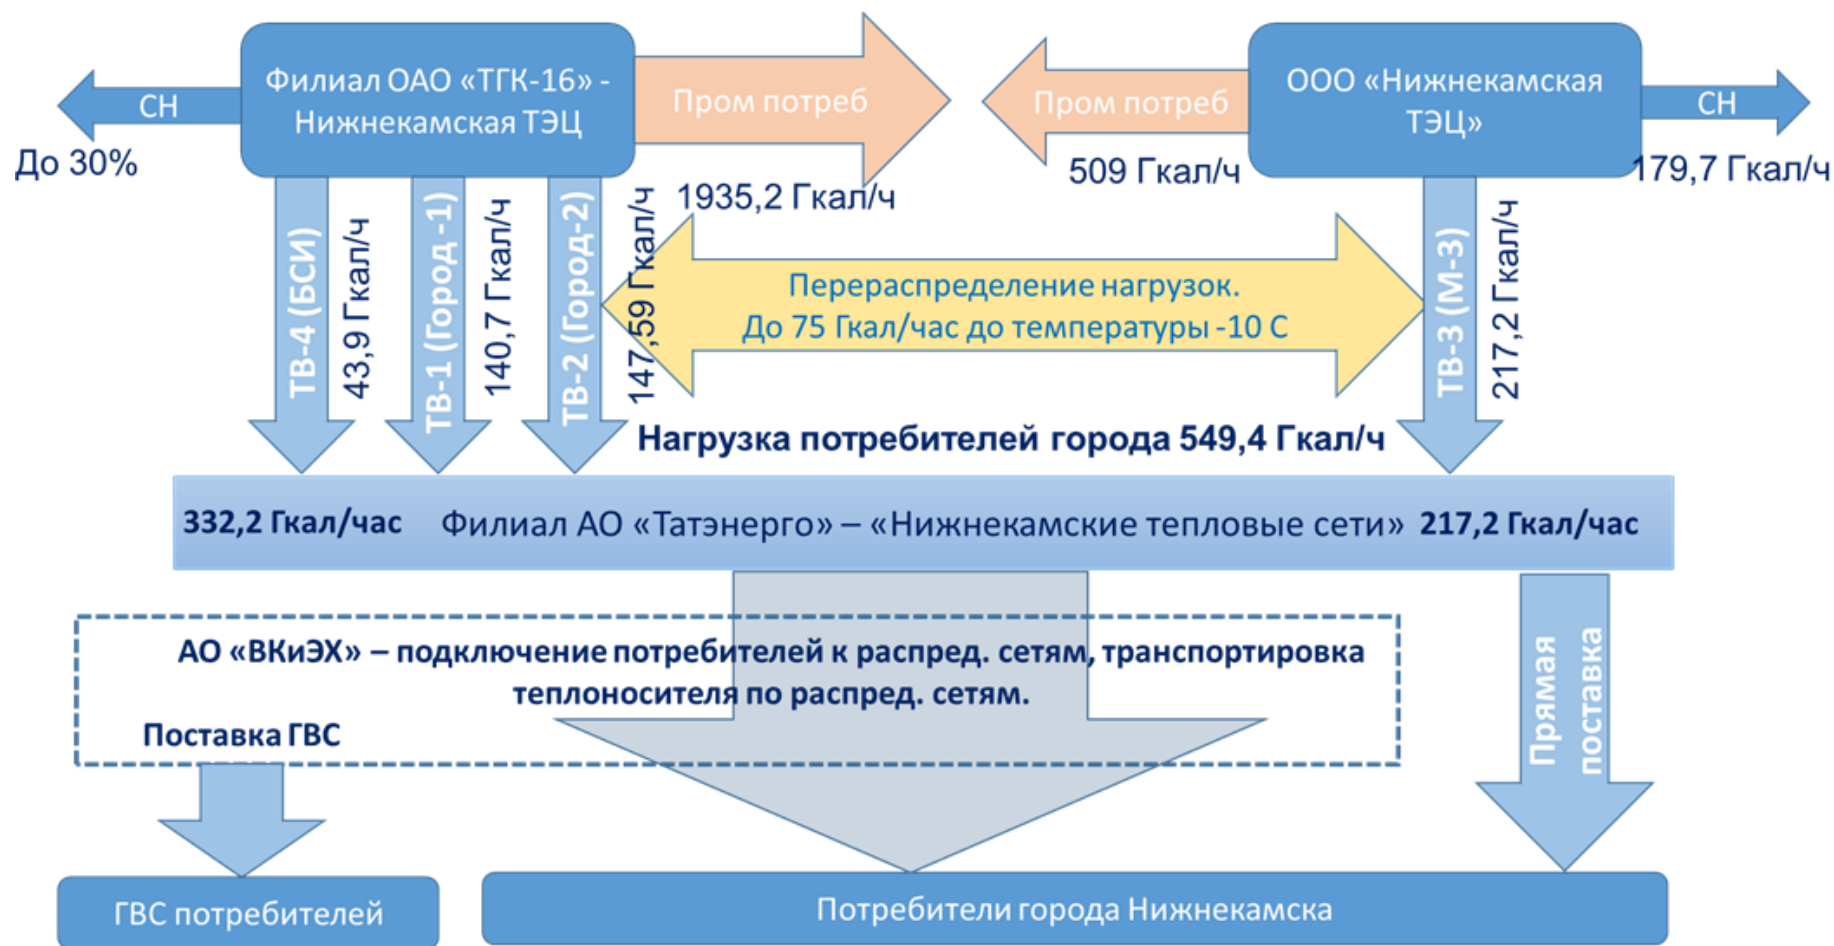 Филиал ОАО «ТГК-16» -
Нижнекамская ТЭЦ
СН
До 30%
Пром потреб
1935,2 Гкал/ч
Пром потреб
509 Гкал/ч
ООО «Нижнекамская
ТЭЦ»
СН
179,7 Гкал/ч
ТВ-4 (БСИ)
43,9 Гкал/ч
ТВ-1 (Город -1)
140,7 Гкал/ч
ТВ-2 (Город-2)
147,59 Гкал/ч
Перераспределение нагрузок.
До 75 Гкал/час до температуры -10 С
ТВ-3 (М-3)
217,2 Гкал/ч
Нагрузка потребителей города 549,4 Гкал/ч
332,2 Гкал/час Филиал АО «Татэнерго» – «Нижнекамские тепловые сети» 217,2 Гкал/час
АО «ВКиЭХ» – подключение потребителей к распред. сетям, транспортировка
теплоносителя по распред. сетям.
Поставка ГВС
Прямая
поставка
ГВС потребителей
Потребители города Нижнекамска